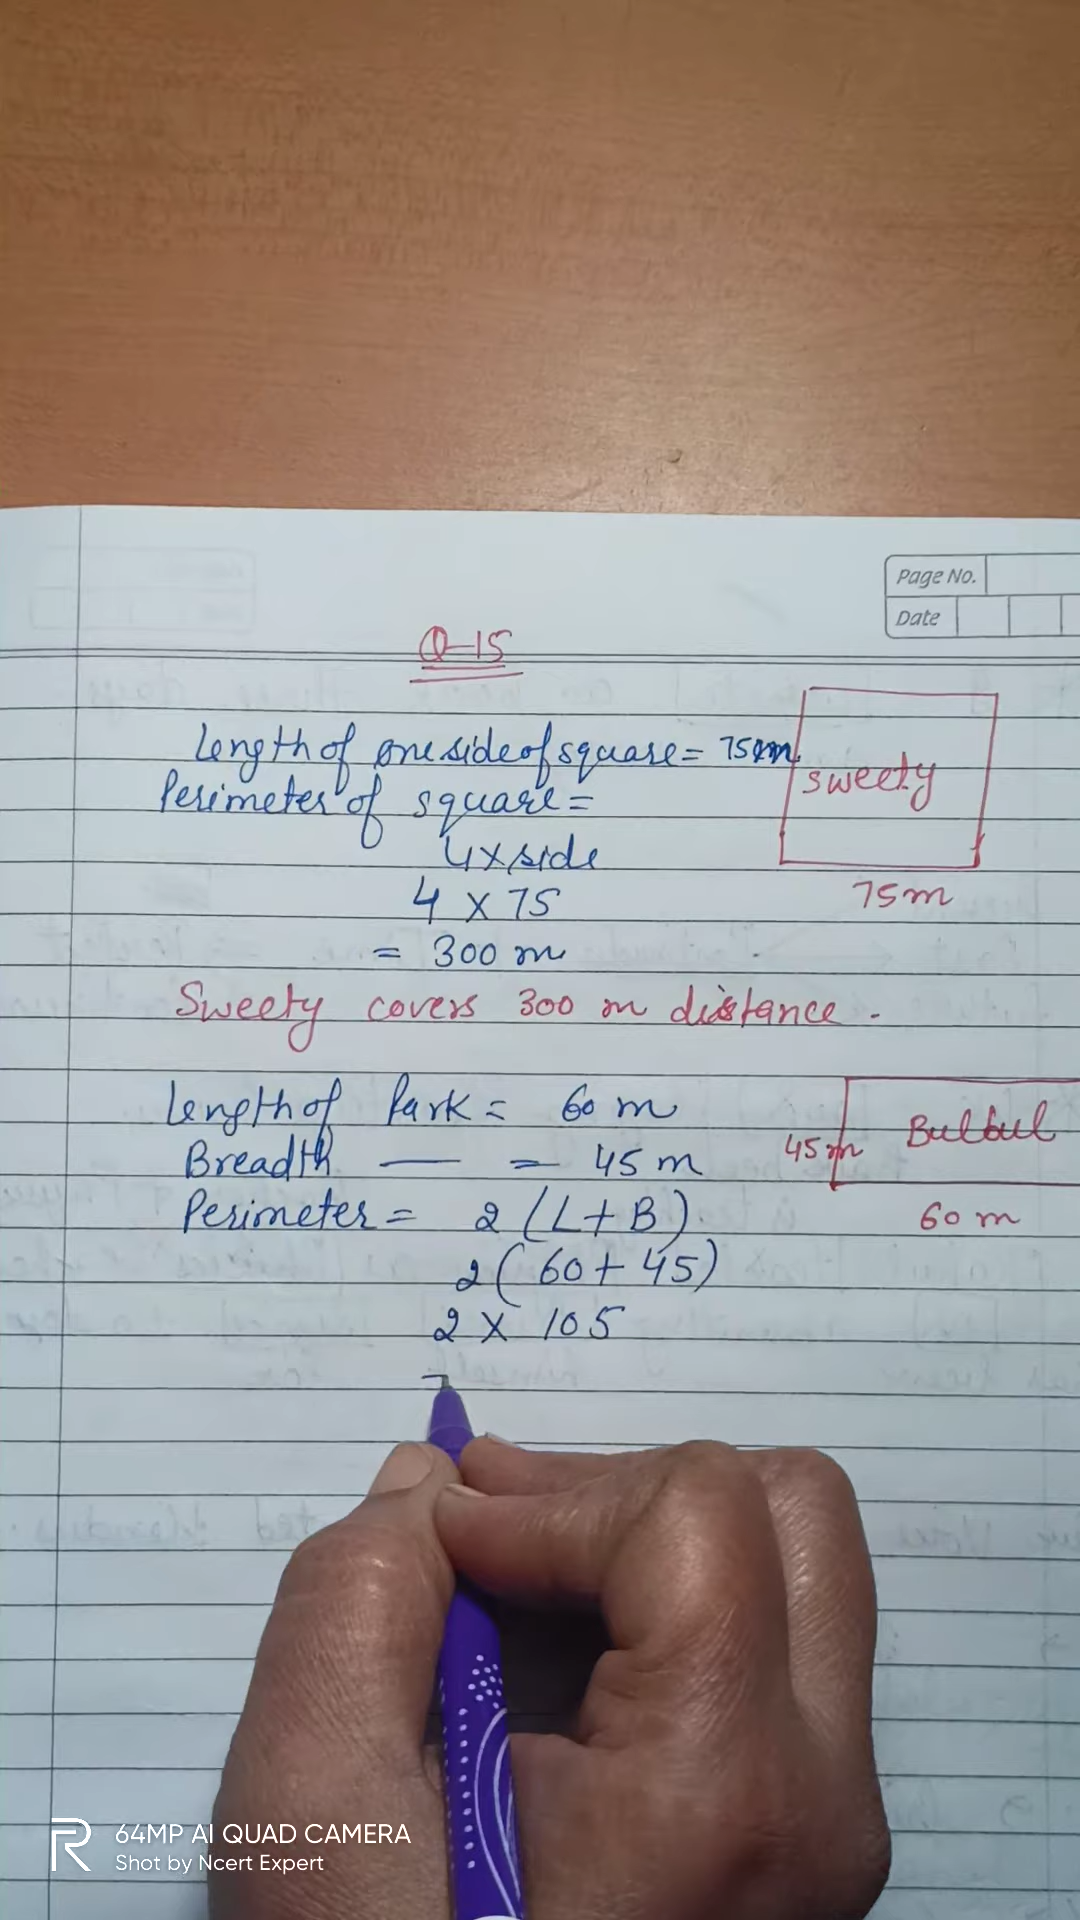 Page No.
Date
Q-15
Length of one side of square = 75m
Perimeter of square =
4 x side
4 x 75
= 300 m
Sweety covers 300 m distance.
sweety
75m
Length of Park = 60 m
Breadth — = 45 m
Perimeter = 2 (L+B)
2 (60 + 45)
2 x 105
45m
Bulbul
60 m
64MP AI QUAD CAMERA
Shot by Ncert Expert